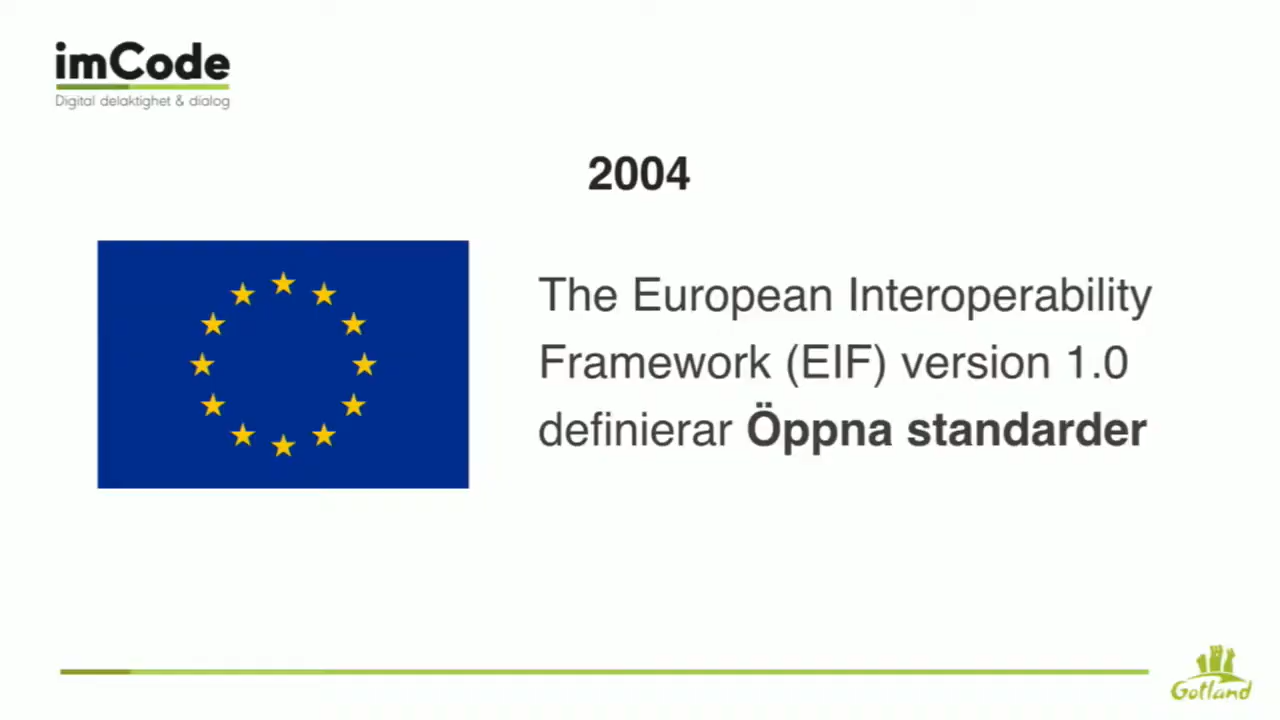 imCode
Digital delaktighet & dialog
2004
The European Interoperability
Framework (EIF) version 1.0
definierar Öppna standarder
Gotland